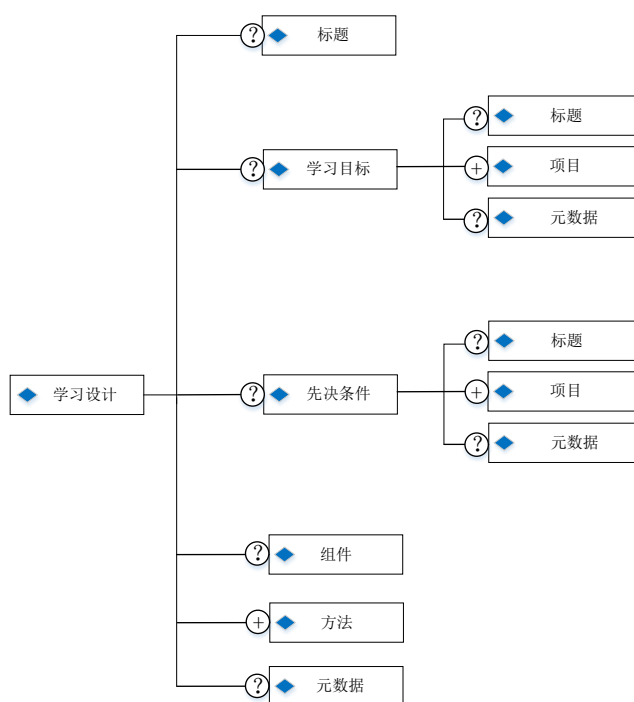 ? 标题
? 学习目标
? 标题
+ 项目
? 元数据
学习设计
? 先决条件
? 标题
+ 项目
? 元数据
? 组件
+ 方法
? 元数据